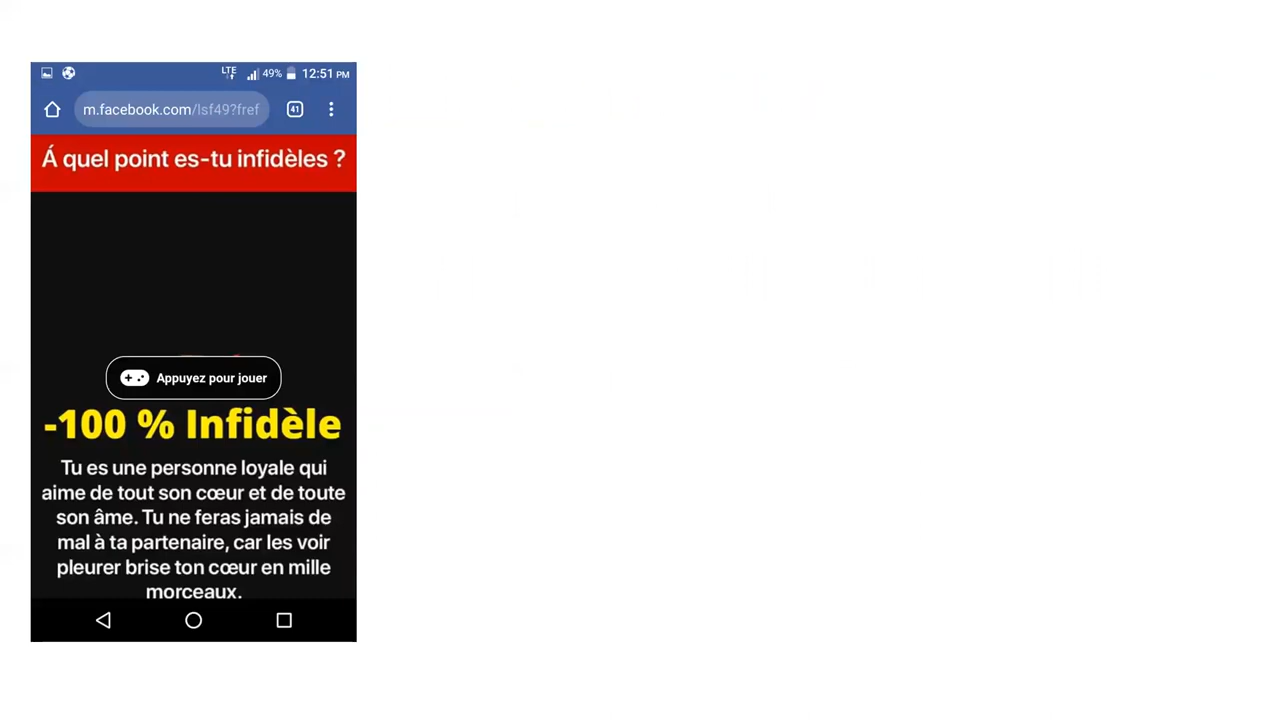 LTE 49% 12:51 PM
m.facebook.com/lsf49?fref 41
Á quel point es-tu infidèles ?
Appuyez pour jouer
-100 % Infidèle
Tu es une personne loyale qui
aime de tout son cœur et de toute
son âme. Tu ne feras jamais de
mal à ta partenaire, car les voir
pleurer brise ton cœur en mille
morceaux.